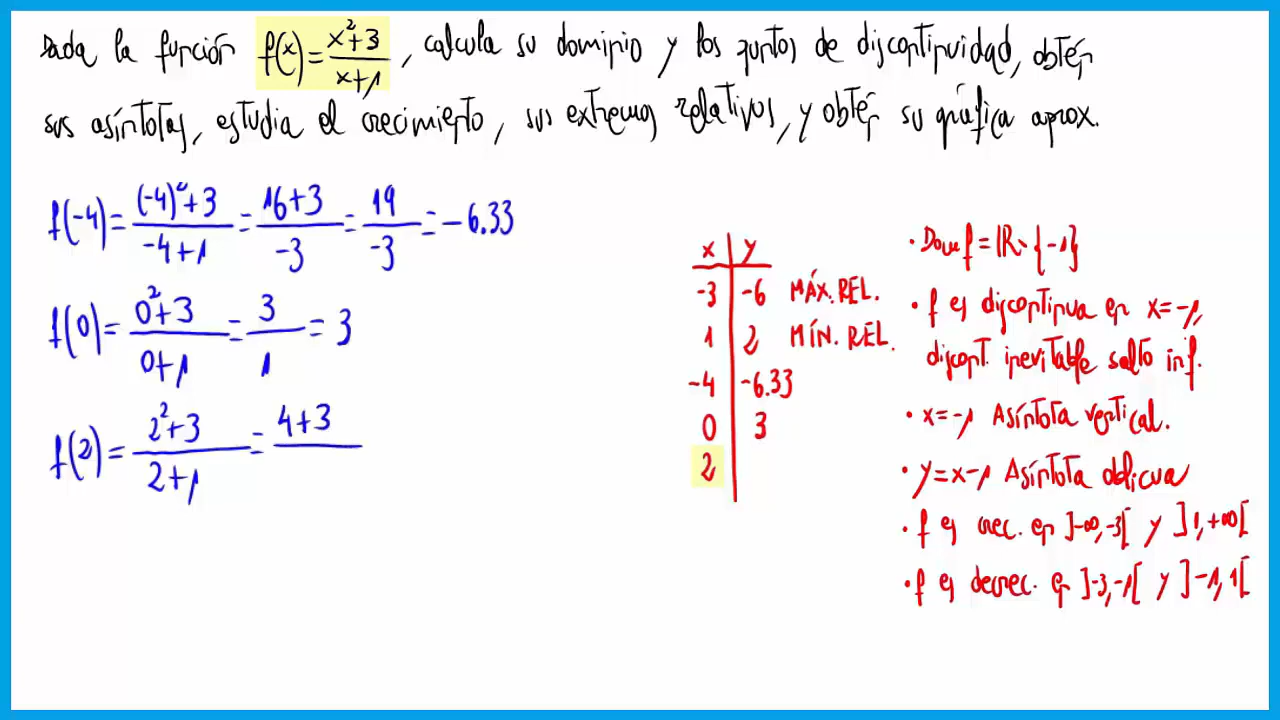 Dada la función f(x)=x²+3/x+1, calcula su dominio y los puntos de discontinuidad, obtén
sus asíntotas, estudia el crecimiento, sus extremos relativos, y obtén su gráfica aprox.
f(-4)=(-4)²+3/-4+1=16+3/-3=19/-3=-6.33
f(0)=0²+3/0+1=3/1=3
f(2)=2²+3/2+1=4+3
x y
-3 -6 MÁX. REL.
1 2 MÍN. REL.
-4 -6.33
0 3
2
• Dom f = ℝ∖{-1}
• f es discontinua en x=-1,
discont. inevitable salto inf.
• x=-1 Asíntota vertical.
• y=x-1 Asíntota oblicua
• f es crec. en ]-∞,-3[ y ]1,+∞[
• f es decrec. en ]-3,-1[ y ]-1,1[